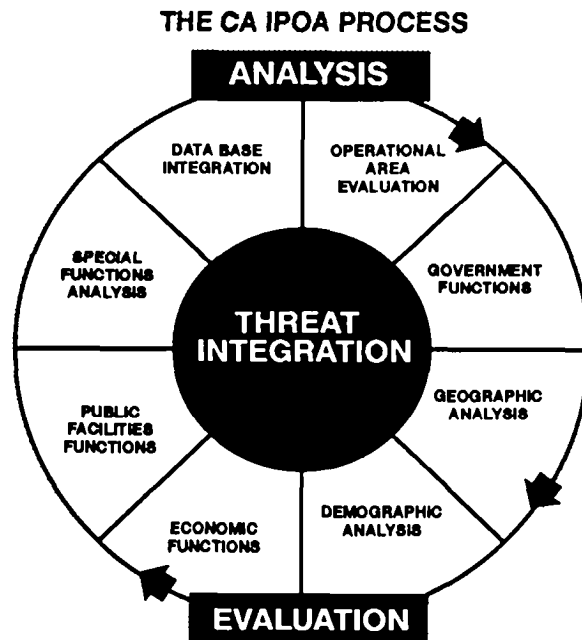 THE CA IPOA PROCESS
ANALYSIS
DATA BASE
INTEGRATION
OPERATIONAL
AREA
EVALUATION
SPECIAL
FUNCTIONS
ANALYSIS
GOVERNMENT
FUNCTIONS
THREAT
INTEGRATION
PUBLIC
FACILITIES
FUNCTIONS
GEOGRAPHIC
ANALYSIS
ECONOMIC
FUNCTIONS
DEMOGRAPHIC
ANALYSIS
EVALUATION